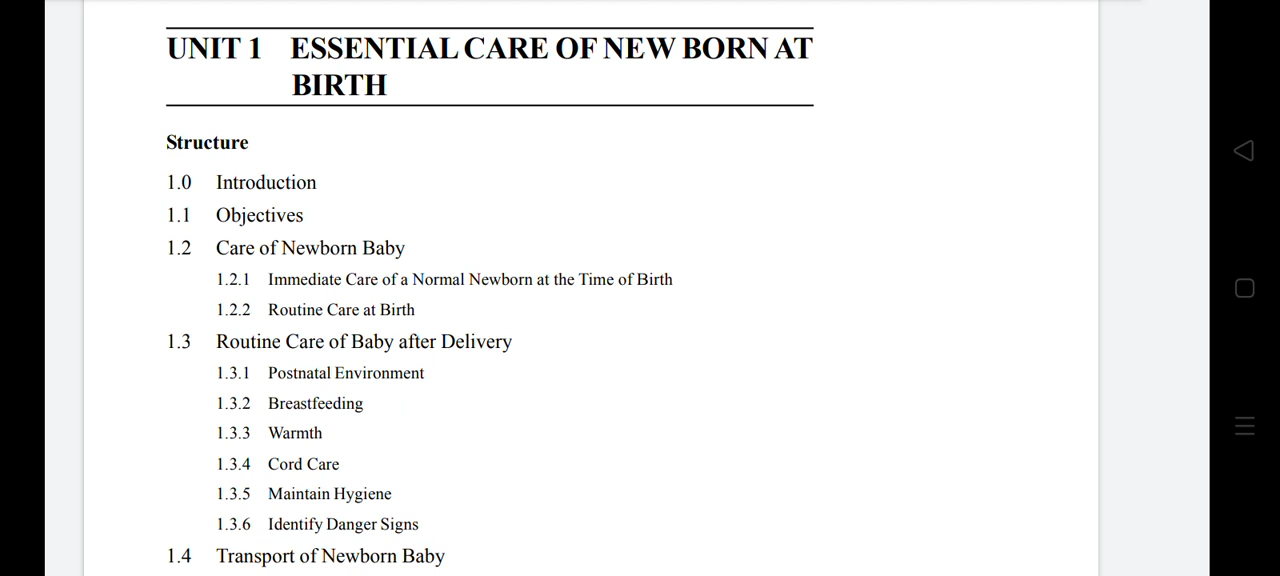 UNIT 1 ESSENTIAL CARE OF NEW BORN AT
BIRTH
Structure
1.0 Introduction
1.1 Objectives
1.2 Care of Newborn Baby
1.2.1 Immediate Care of a Normal Newborn at the Time of Birth
1.2.2 Routine Care at Birth
1.3 Routine Care of Baby after Delivery
1.3.1 Postnatal Environment
1.3.2 Breastfeeding
1.3.3 Warmth
1.3.4 Cord Care
1.3.5 Maintain Hygiene
1.3.6 Identify Danger Signs
1.4 Transport of Newborn Baby